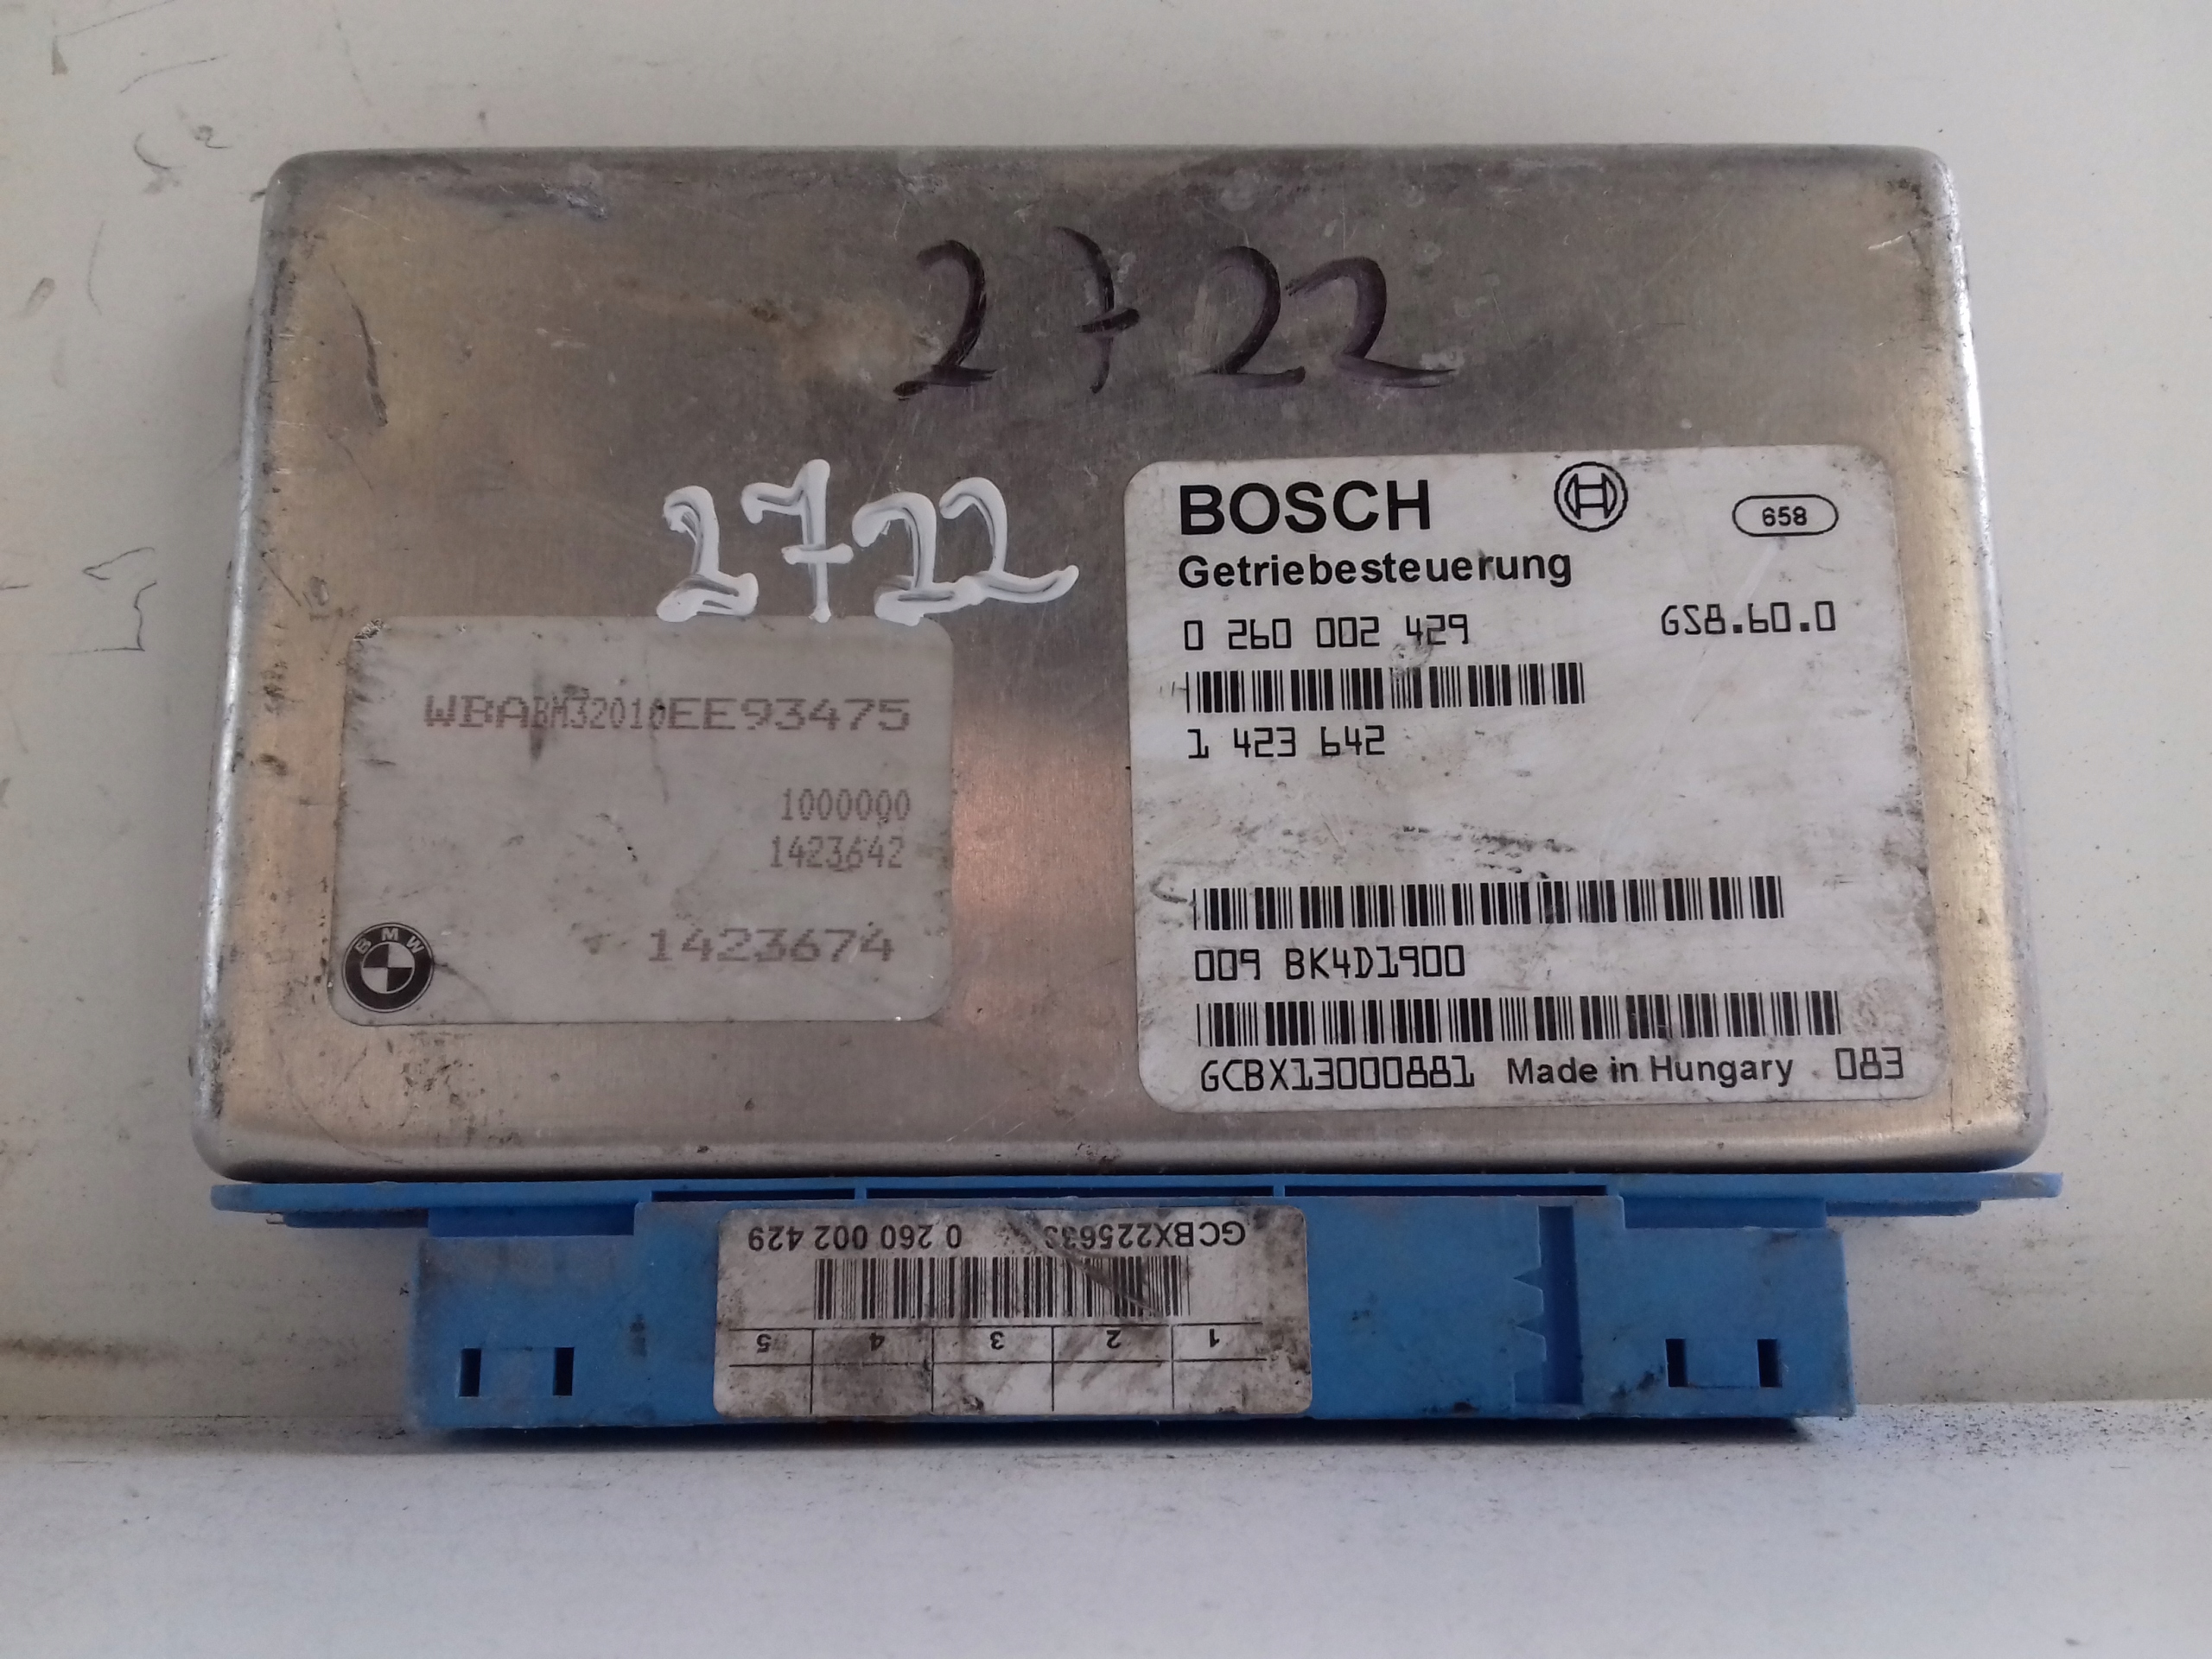 2722
2722
BOSCH
658
Getriebesteuerung
0 260 002 429
GS8.60.0
1 423 642
009 BK4D1900
GCBX13000881 Made in Hungary 083
WBABM32010EE93475
1000000
1423642
BMW
1423674
0 260 002 429
1 2 3 4 5